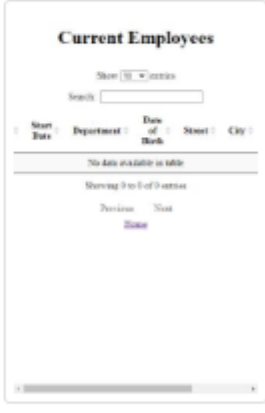 Current Employees
Show 10 entries
Search:
Start Date Department Date of Birth Street City
No data available in table
Showing 0 to 0 of 0 entries
Previous Next
Home